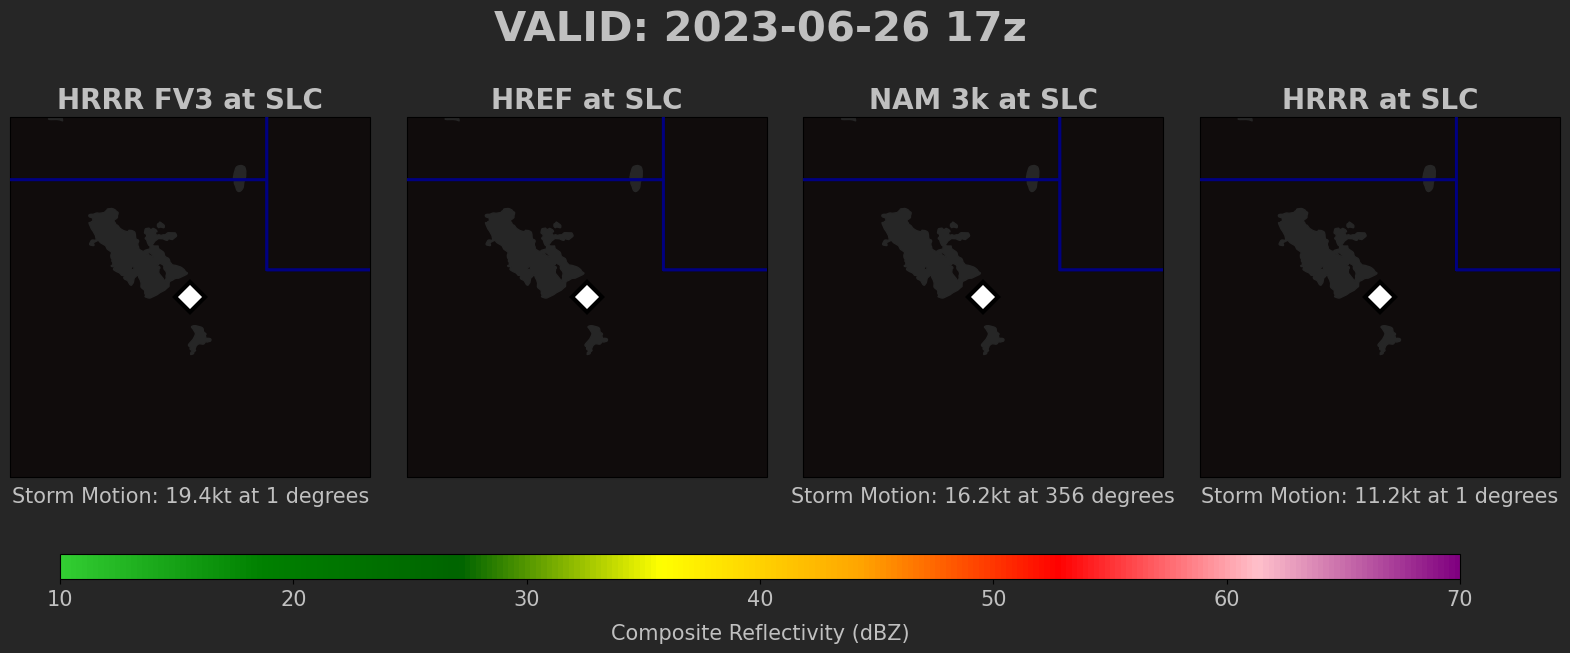 VALID: 2023-06-26 17z
HRRR FV3 at SLC
HREF at SLC
NAM 3k at SLC
HRRR at SLC
Storm Motion: 19.4kt at 1 degrees
Storm Motion: 16.2kt at 356 degrees
Storm Motion: 11.2kt at 1 degrees
10 20 30 40 50 60 70
Composite Reflectivity (dBZ)